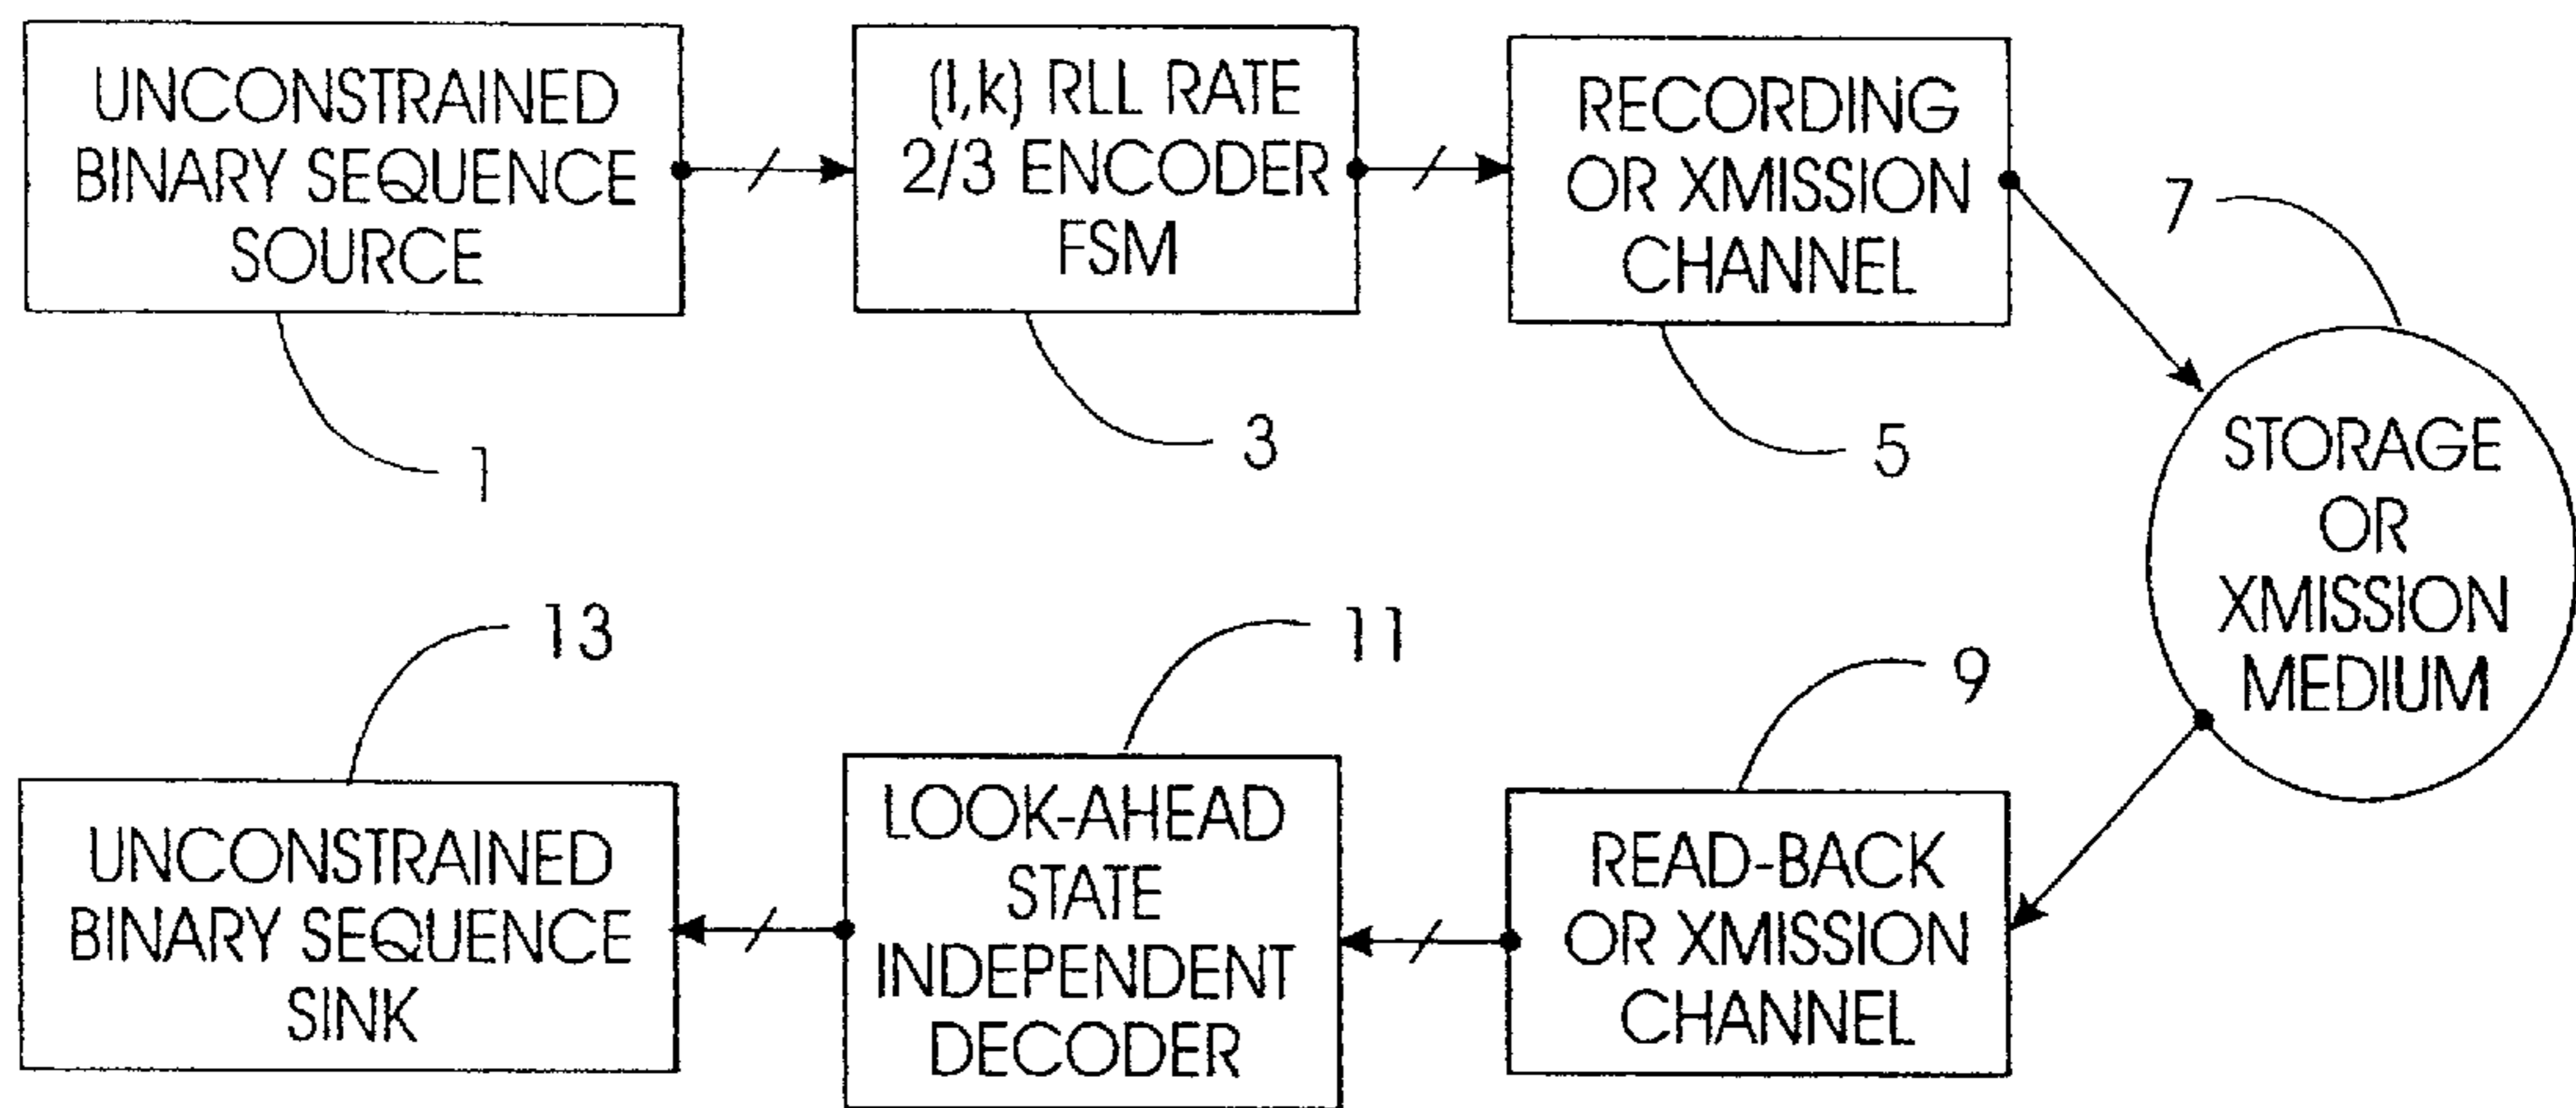 UNCONSTRAINED
BINARY SEQUENCE
SOURCE
1
(1,k) RLL RATE
2/3 ENCODER
FSM
3
RECORDING
OR XMISSION
CHANNEL
5
7
STORAGE
OR
XMISSION
MEDIUM
READ-BACK
OR XMISSION
CHANNEL
9
LOOK-AHEAD
STATE
INDEPENDENT
DECODER
11
UNCONSTRAINED
BINARY SEQUENCE
SINK
13